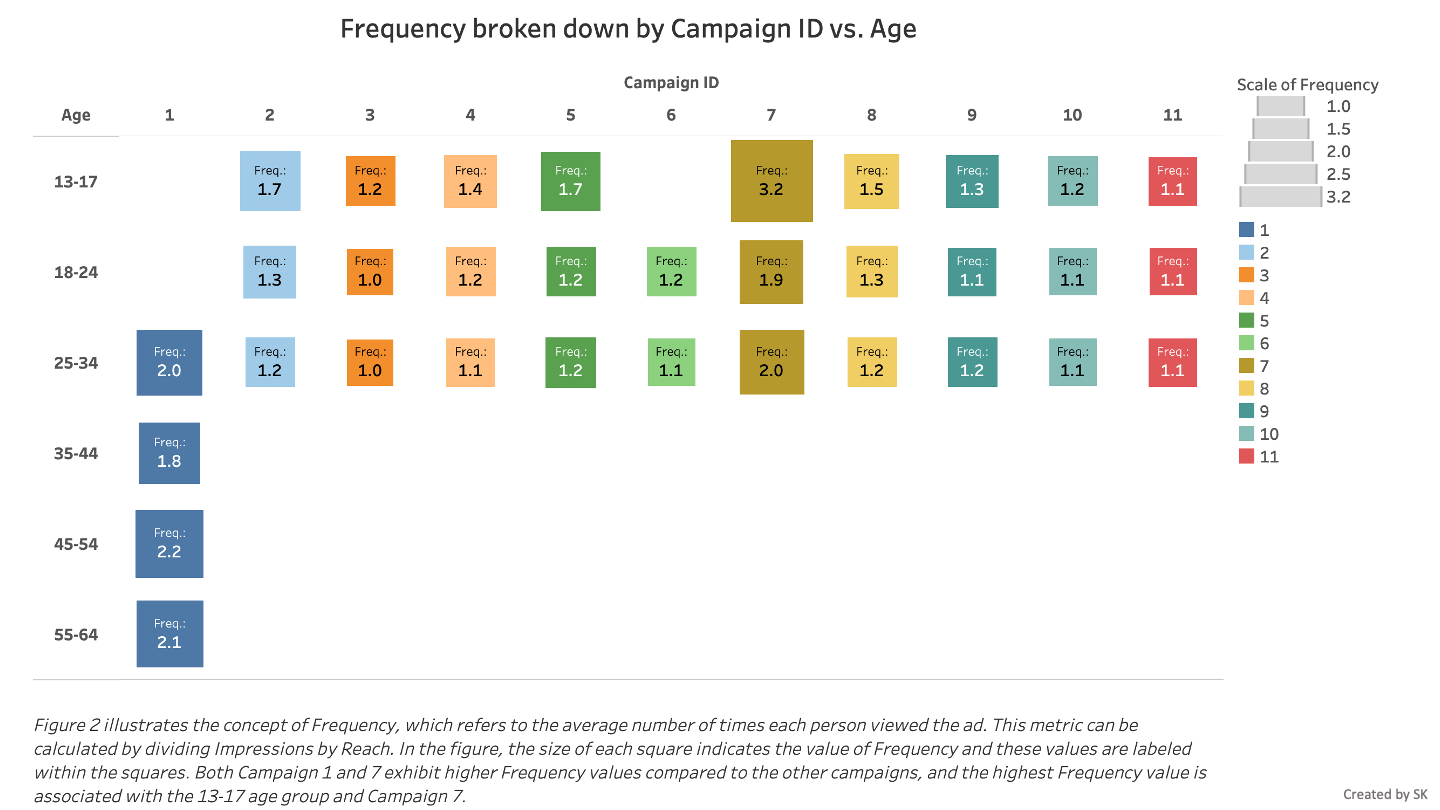 Frequency broken down by Campaign ID vs. Age
Campaign ID
Age 1 2 3 4 5 6 7 8 9 10 11
13-17
Freq.: Freq.: Freq.: Freq.: Freq.: Freq.: Freq.: Freq.: Freq.:
1.7 1.2 1.4 1.7 3.2 1.5 1.3 1.2 1.1
18-24
Freq.: Freq.: Freq.: Freq.: Freq.: Freq.: Freq.: Freq.: Freq.: Freq.:
1.3 1.0 1.2 1.2 1.2 1.9 1.3 1.1 1.1 1.1
25-34
Freq.: Freq.: Freq.: Freq.: Freq.: Freq.: Freq.: Freq.: Freq.: Freq.: Freq.:
2.0 1.2 1.0 1.1 1.2 1.1 2.0 1.2 1.2 1.1 1.1
35-44
Freq.:
1.8
45-54
Freq.:
2.2
55-64
Freq.:
2.1
Scale of Frequency
1.0
1.5
2.0
2.5
3.2
1
2
3
4
5
6
7
8
9
10
11
Figure 2 illustrates the concept of Frequency, which refers to the average number of times each person viewed the ad. This metric can be
calculated by dividing Impressions by Reach. In the figure, the size of each square indicates the value of Frequency and these values are labeled
within the squares. Both Campaign 1 and 7 exhibit higher Frequency values compared to the other campaigns, and the highest Frequency value is
associated with the 13-17 age group and Campaign 7.
Created by SK